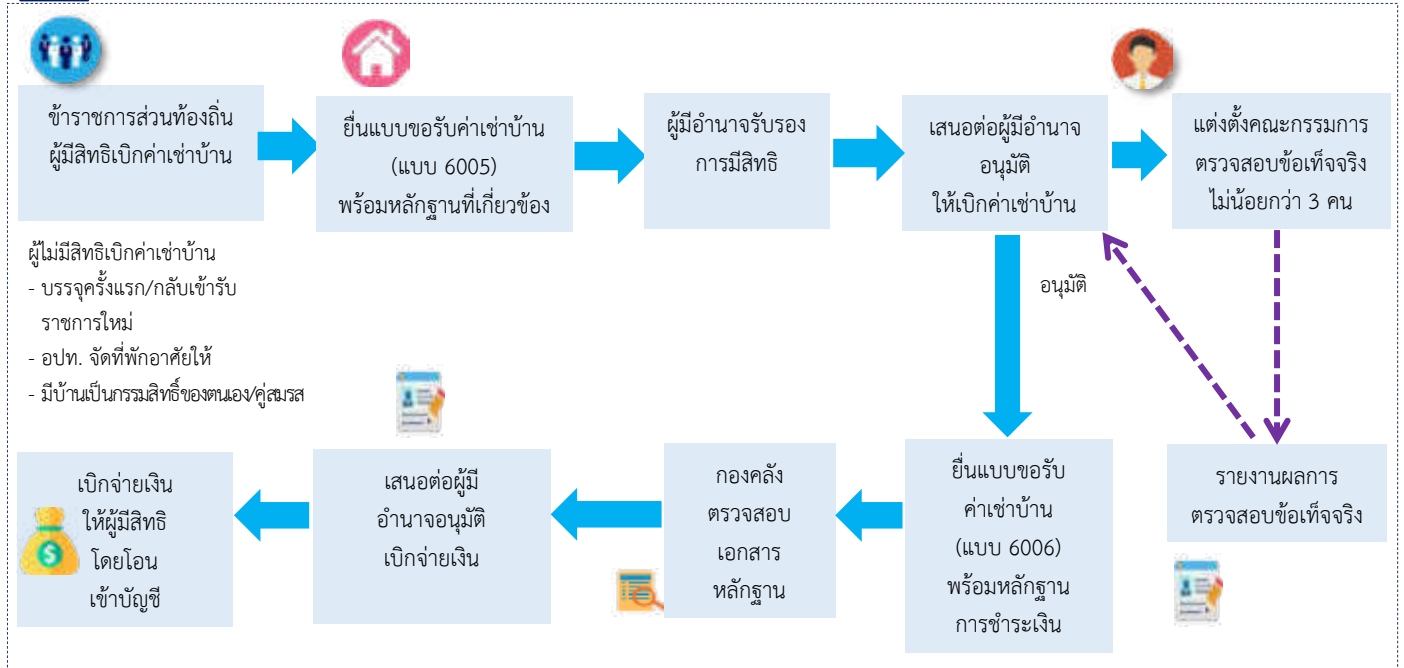 ข้าราชการส่วนท้องถิ่น
ผู้มีสิทธิเบิกค่าเช่าบ้าน
ยื่นแบบขอรับค่าเช่าบ้าน
(แบบ 6005)
พร้อมหลักฐานที่เกี่ยวข้อง
ผู้มีอำนาจรับรอง
การมีสิทธิ
เสนอต่อผู้มีอำนาจ
อนุมัติ
ให้เบิกค่าเช่าบ้าน
แต่งตั้งคณะกรรมการ
ตรวจสอบข้อเท็จจริง
ไม่น้อยกว่า 3 คน
ผู้ไม่มีสิทธิเบิกค่าเช่าบ้าน
- บรรจุครั้งแรก/กลับเข้ารับ
ราชการใหม่
- อปท. จัดที่พักอาศัยให้
- มีบ้านเป็นกรรมสิทธิ์ของตนเอง/คู่สมรส
อนุมัติ
รายงานผลการ
ตรวจสอบข้อเท็จจริง
ยื่นแบบขอรับ
ค่าเช่าบ้าน
(แบบ 6006)
พร้อมหลักฐาน
การชำระเงิน
กองคลัง
ตรวจสอบ
เอกสาร
หลักฐาน
เสนอต่อผู้มี
อำนาจอนุมัติ
เบิกจ่ายเงิน
เบิกจ่ายเงิน
ให้ผู้มีสิทธิ
โดยโอน
เข้าบัญชี